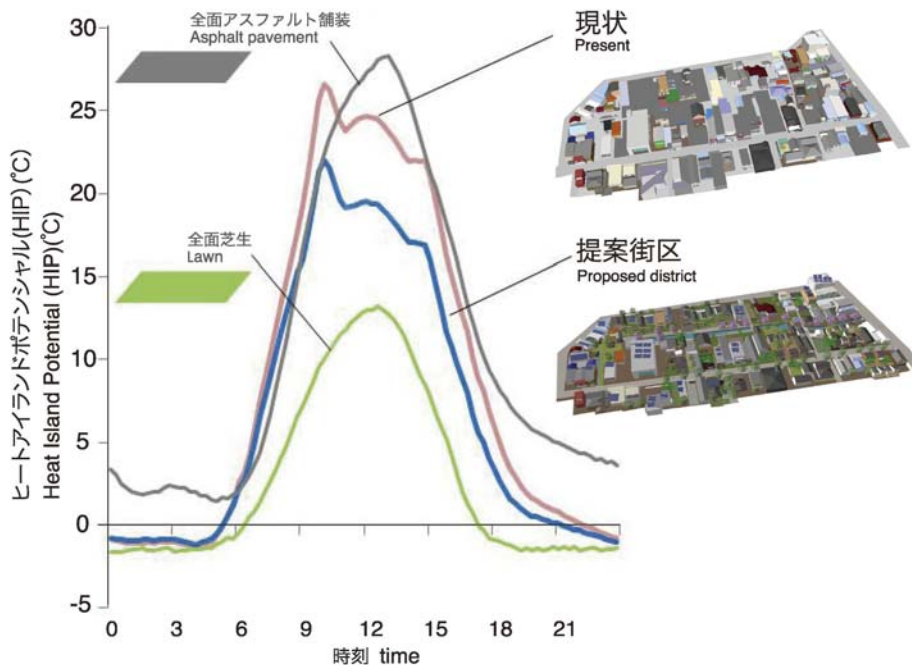 ヒートアイランドポテンシャル(HIP)(℃)
Heat Island Potential (HIP)(℃)
30
25
20
15
10
5
0
-5
全面アスファルト舗装
Asphalt pavement
現状
Present
全面芝生
Lawn
提案街区
Proposed district
0 3 6 9 12 15 18 21
時刻 time